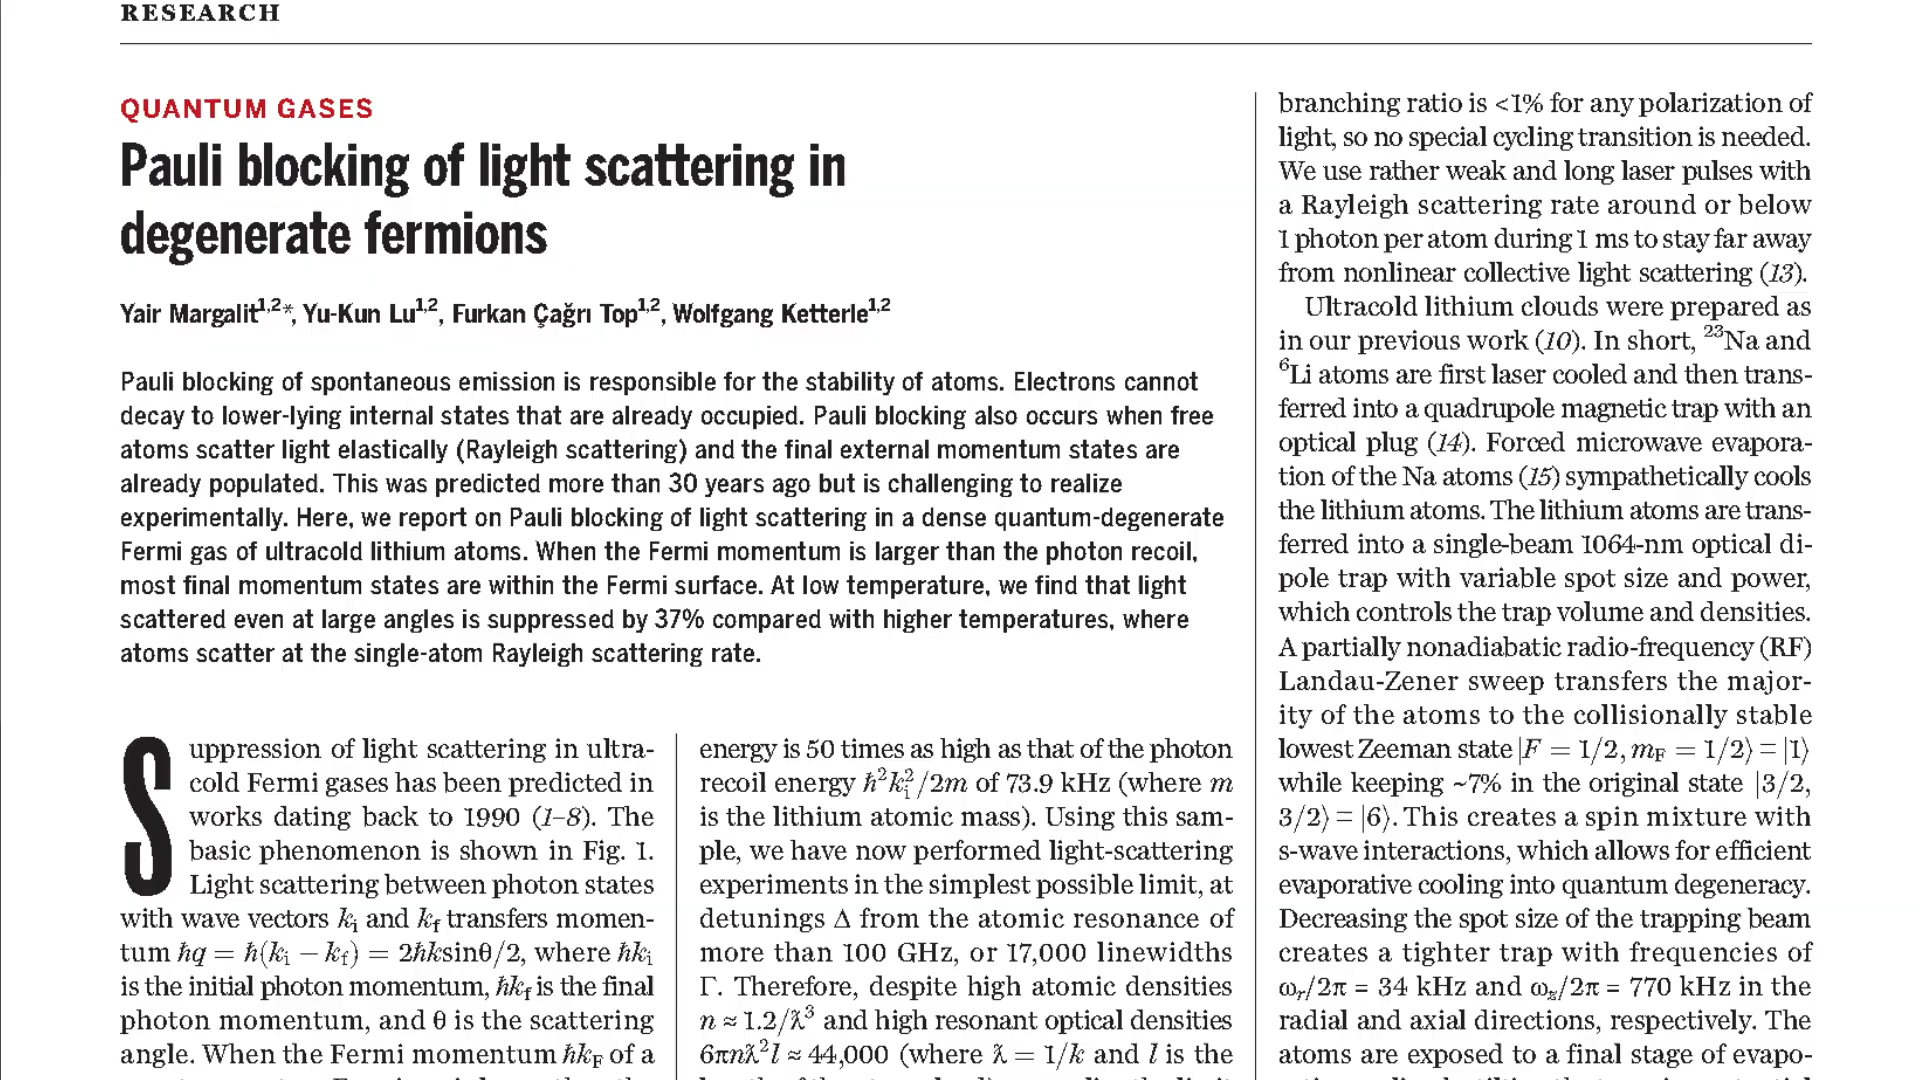 RESEARCH
QUANTUM GASES
Pauli blocking of light scattering in
degenerate fermions
Yair Margalit1,2*, Yu-Kun Lu1,2, Furkan Çağrı Top1,2, Wolfgang Ketterle1,2
Pauli blocking of spontaneous emission is responsible for the stability of atoms. Electrons cannot
decay to lower-lying internal states that are already occupied. Pauli blocking also occurs when free
atoms scatter light elastically (Rayleigh scattering) and the final external momentum states are
already populated. This was predicted more than 30 years ago but is challenging to realize
experimentally. Here, we report on Pauli blocking of light scattering in a dense quantum-degenerate
Fermi gas of ultracold lithium atoms. When the Fermi momentum is larger than the photon recoil,
most final momentum states are within the Fermi surface. At low temperature, we find that light
scattered even at large angles is suppressed by 37% compared with higher temperatures, where
atoms scatter at the single-atom Rayleigh scattering rate.
Suppression of light scattering in ultra-
cold Fermi gases has been predicted in
works dating back to 1990 (1–8). The
basic phenomenon is shown in Fig. 1.
Light scattering between photon states
with wave vectors ki and kf transfers momen-
tum ħq = ħ(ki − kf) = 2ħksinθ/2, where ħki
is the initial photon momentum, ħkf is the final
photon momentum, and θ is the scattering
angle. When the Fermi momentum ħkF of a
energy is 50 times as high as that of the photon
recoil energy ħ²ki²/2m of 73.9 kHz (where m
is the lithium atomic mass). Using this sam-
ple, we have now performed light-scattering
experiments in the simplest possible limit, at
detunings Δ from the atomic resonance of
more than 100 GHz, or 17,000 linewidths
Γ. Therefore, despite high atomic densities
n ≈ 1.2/ƛ³ and high resonant optical densities
6πnƛ²l ≈ 44,000 (where ƛ = 1/k and l is the
branching ratio is <1% for any polarization of
light, so no special cycling transition is needed.
We use rather weak and long laser pulses with
a Rayleigh scattering rate around or below
1 photon per atom during 1 ms to stay far away
from nonlinear collective light scattering (13).
Ultracold lithium clouds were prepared as
in our previous work (10). In short, ²³Na and
⁶Li atoms are first laser cooled and then trans-
ferred into a quadrupole magnetic trap with an
optical plug (14). Forced microwave evapora-
tion of the Na atoms (15) sympathetically cools
the lithium atoms. The lithium atoms are trans-
ferred into a single-beam 1064-nm optical di-
pole trap with variable spot size and power,
which controls the trap volume and densities.
A partially nonadiabatic radio-frequency (RF)
Landau-Zener sweep transfers the major-
ity of the atoms to the collisionally stable
lowest Zeeman state |F = 1/2, mF = 1/2⟩ ≡ |1⟩
while keeping ~7% in the original state |3/2,
3/2⟩ ≡ |6⟩. This creates a spin mixture with
s-wave interactions, which allows for efficient
evaporative cooling into quantum degeneracy.
Decreasing the spot size of the trapping beam
creates a tighter trap with frequencies of
ωr/2π = 34 kHz and ωz/2π = 770 kHz in the
radial and axial directions, respectively. The
atoms are exposed to a final stage of evapo-